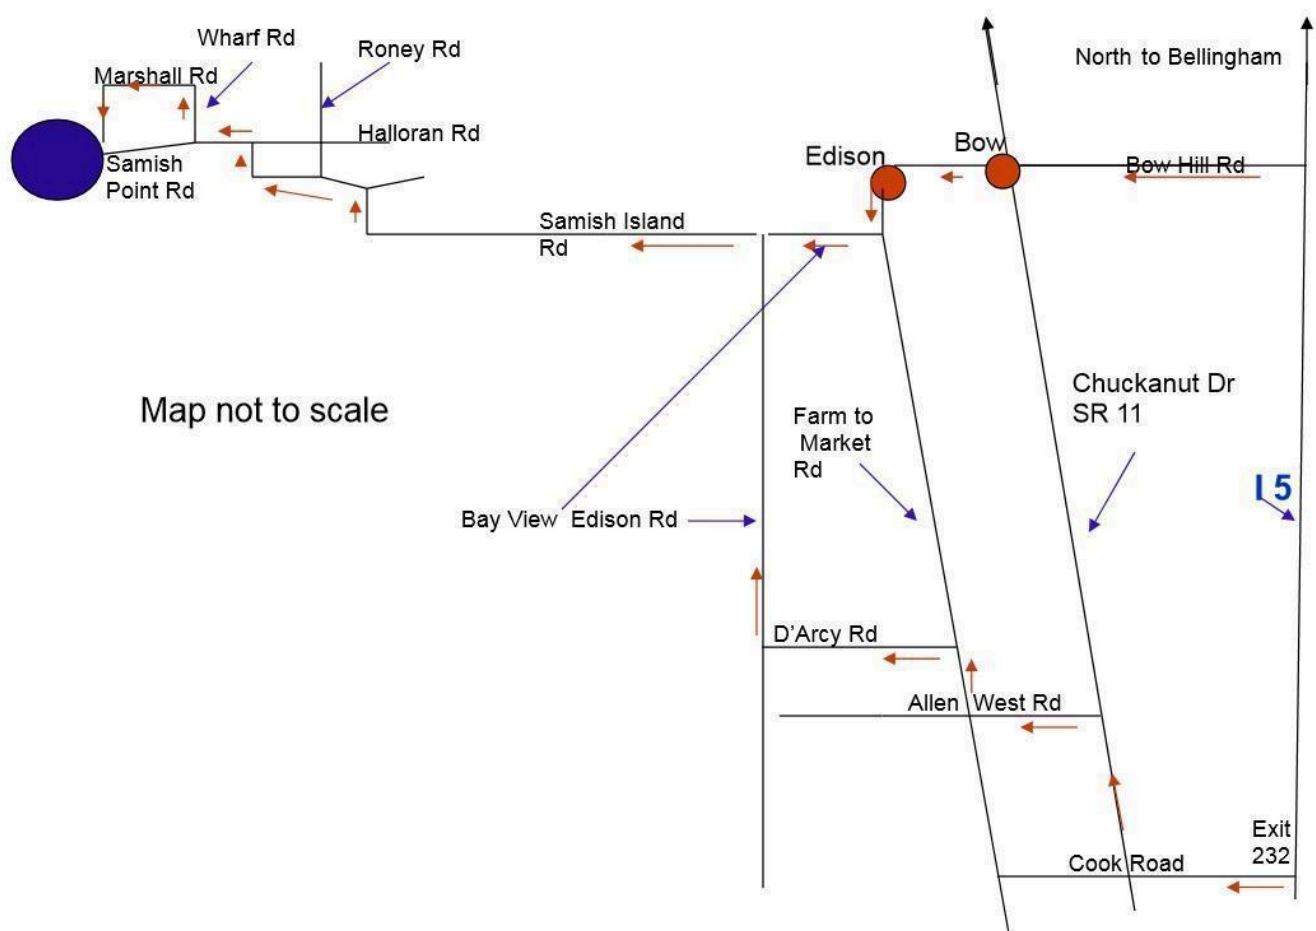 Wharf Rd
Roney Rd
North to Bellingham
Marshall Rd
Halloran Rd
Bow
Edison
Bow Hill Rd
Samish
Point Rd
Samish Island
Rd
Map not to scale
Chuckanut Dr
SR 11
Farm to
Market
Rd
I 5
Bay View Edison Rd
D'Arcy Rd
Allen West Rd
Exit
232
Cook Road